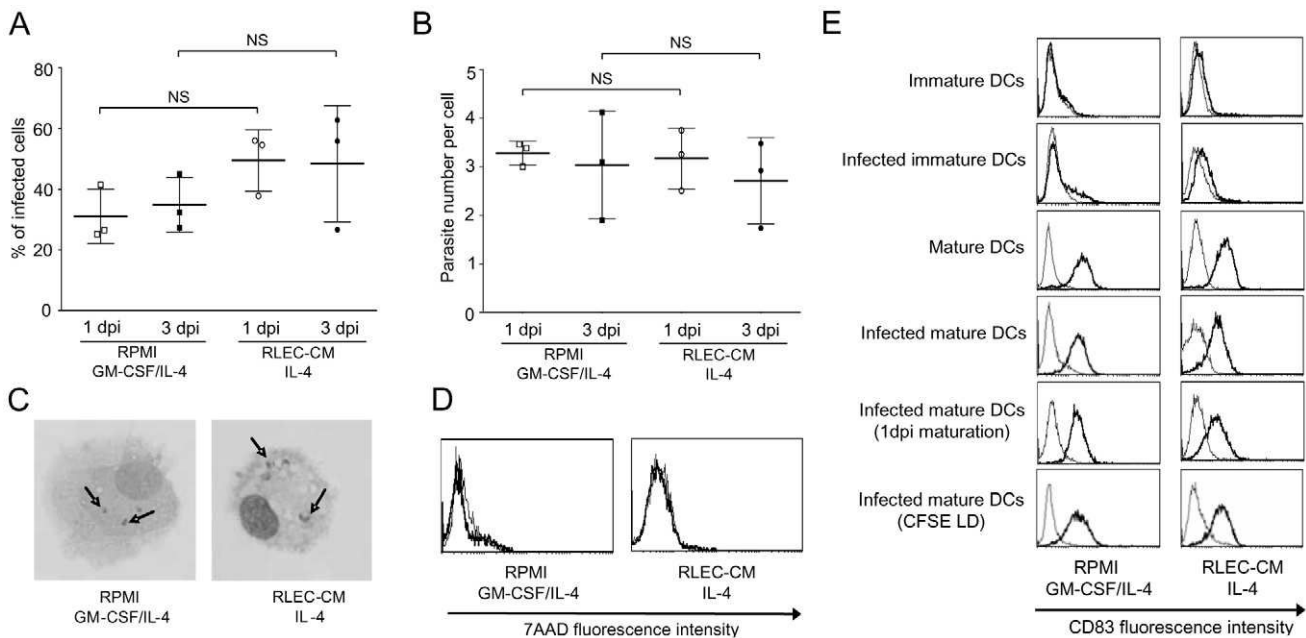 A
NS
NS
80
60
40
20
0
% of infected cells
1 dpi 3 dpi 1 dpi 3 dpi
RPMI RLEC-CM
GM-CSF/IL-4 IL-4
B
NS
NS
5
4
3
2
1
0
Parasite number per cell
1 dpi 3 dpi 1 dpi 3 dpi
RPMI RLEC-CM
GM-CSF/IL-4 IL-4
C
RPMI RLEC-CM
GM-CSF/IL-4 IL-4
D
RPMI RLEC-CM
GM-CSF/IL-4 IL-4
7AAD fluorescence intensity
E
Immature DCs
Infected immature DCs
Mature DCs
Infected mature DCs
Infected mature DCs
(1dpi maturation)
Infected mature DCs
(CFSE LD)
RPMI RLEC-CM
GM-CSF/IL-4 IL-4
CD83 fluorescence intensity